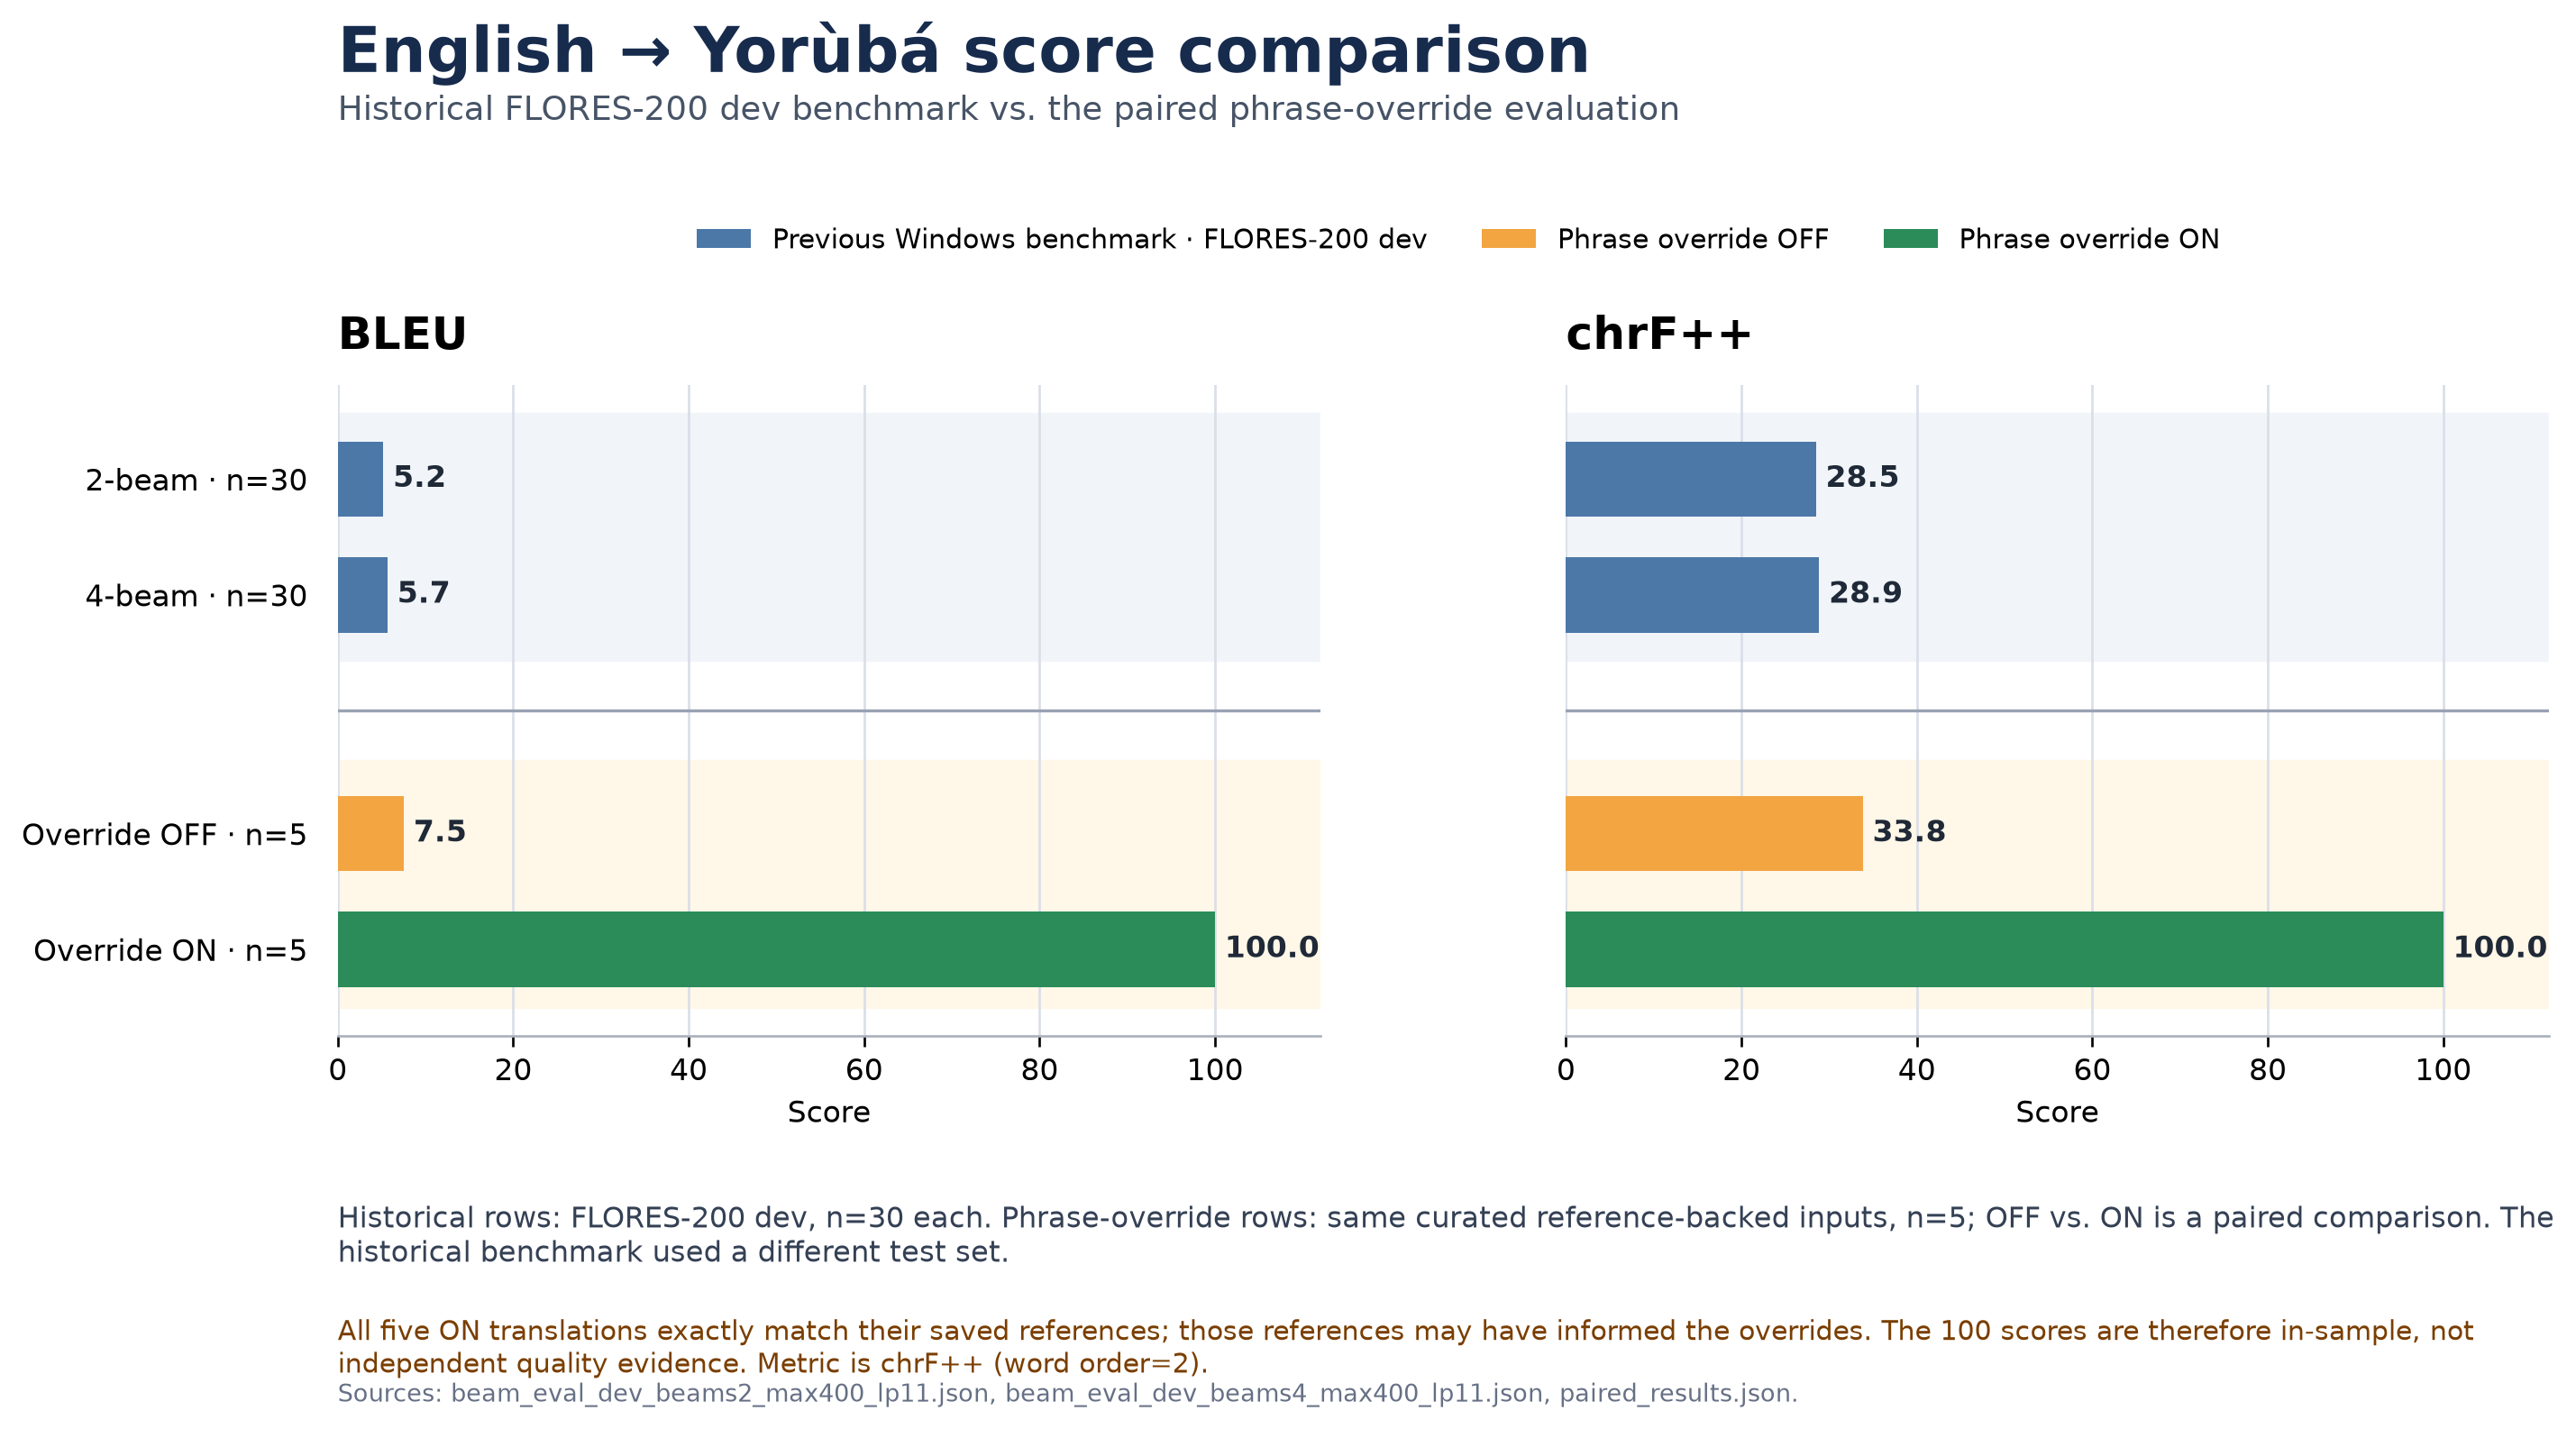 English → Yorùbá score comparison
Historical FLORES-200 dev benchmark vs. the paired phrase-override evaluation
Previous Windows benchmark · FLORES-200 dev
Phrase override OFF
Phrase override ON
BLEU
2-beam · n=30
5.2
4-beam · n=30
5.7
Override OFF · n=5
7.5
Override ON · n=5
100.0
0 20 40 60 80 100
Score
chrF++
28.5
28.9
33.8
100.0
0 20 40 60 80 100
Score
Historical rows: FLORES-200 dev, n=30 each. Phrase-override rows: same curated reference-backed inputs, n=5; OFF vs. ON is a paired comparison. The
historical benchmark used a different test set.
All five ON translations exactly match their saved references; those references may have informed the overrides. The 100 scores are therefore in-sample, not
independent quality evidence. Metric is chrF++ (word order=2).
Sources: beam_eval_dev_beams2_max400_lp11.json, beam_eval_dev_beams4_max400_lp11.json, paired_results.json.